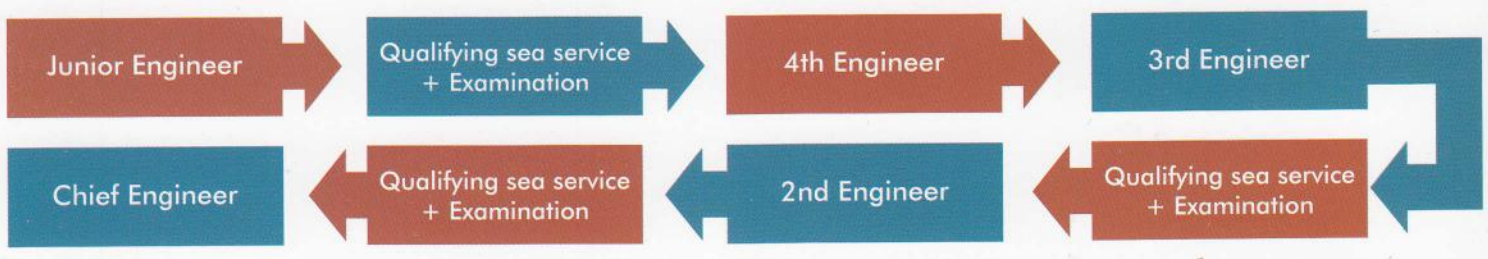 Junior Engineer
Qualifying sea service
+ Examination
4th Engineer
3rd Engineer
Qualifying sea service
+ Examination
2nd Engineer
Qualifying sea service
+ Examination
Chief Engineer